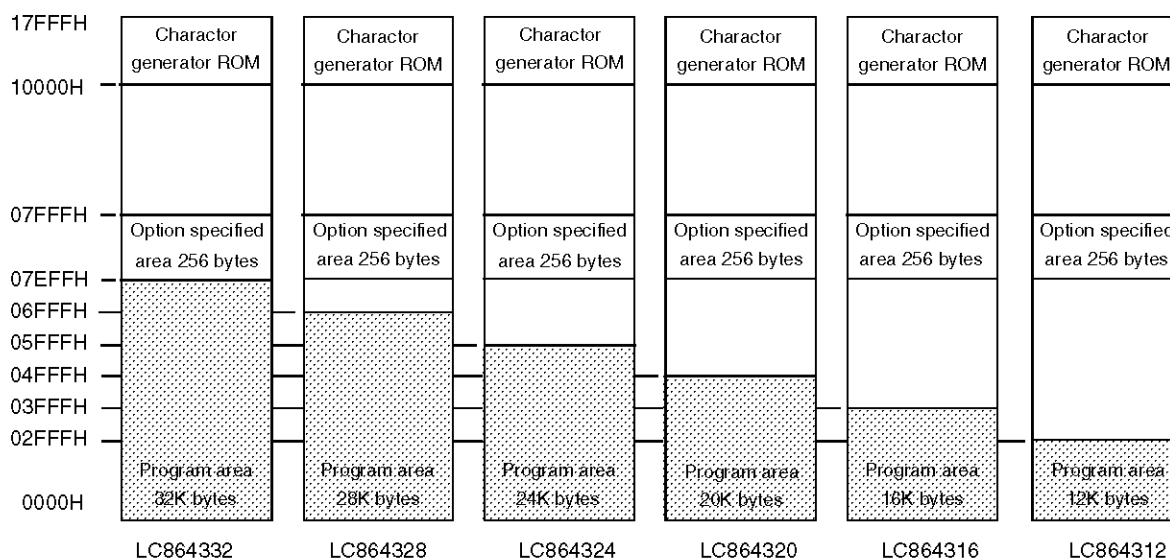 17FFFH
Charactor Charactor Charactor Charactor Charactor Charactor
generator ROM generator ROM generator ROM generator ROM generator ROM generator ROM
10000H
07FFFH
Option specified Option specified Option specified Option specified Option specified Option specified
area 256 bytes area 256 bytes area 256 bytes area 256 bytes area 256 bytes area 256 bytes
07EFFH
06FFFH
05FFFH
04FFFH
03FFFH
02FFFH
Program area Program area Program area Program area Program area Program area
0000H 32K bytes 28K bytes 24K bytes 20K bytes 16K bytes 12K bytes
LC864332 LC864328 LC864324 LC864320 LC864316 LC864312